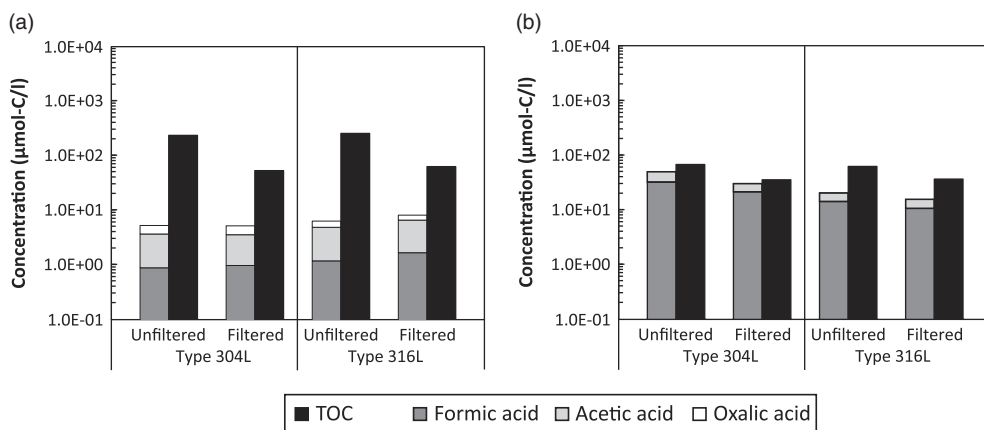 (a)
Concentration (μmol-C/l)
1.0E+04
1.0E+03
1.0E+02
1.0E+01
1.0E+00
1.0E-01
Unfiltered Filtered Unfiltered Filtered
Type 304L Type 316L
(b)
Concentration (μmol-C/l)
1.0E+04
1.0E+03
1.0E+02
1.0E+01
1.0E+00
1.0E-01
Unfiltered Filtered Unfiltered Filtered
Type 304L Type 316L
TOC Formic acid Acetic acid Oxalic acid